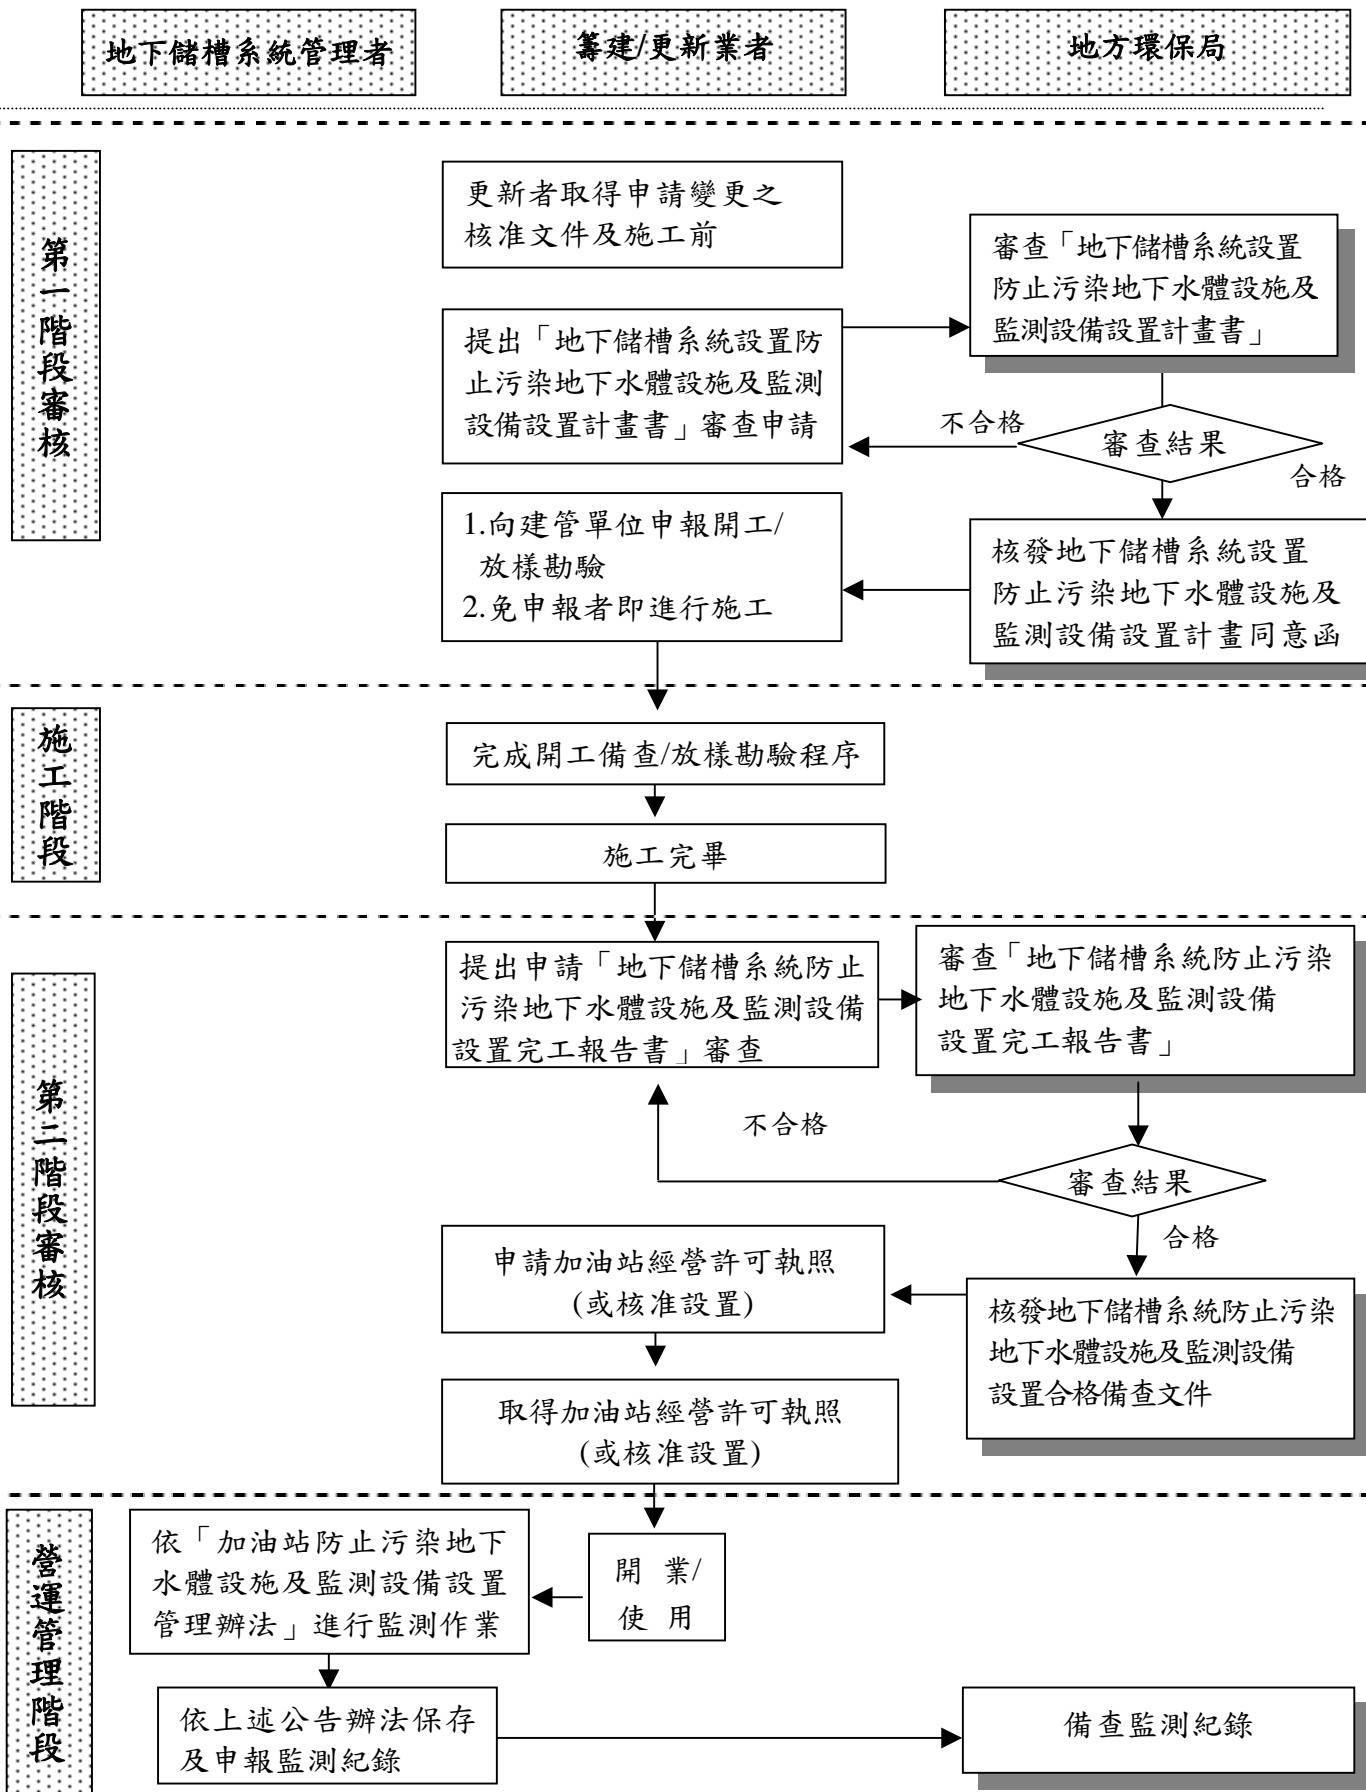 地下儲槽系統管理者
籌建/更新業者
地方環保局
第一階段審核
更新者取得申請變更之
核准文件及施工前
審查「地下儲槽系統設置
防止污染地下水體設施及
監測設備設置計畫書」
提出「地下儲槽系統設置防
止污染地下水體設施及監測
設備設置計畫書」審查申請
不合格
審查結果
合格
1.向建管單位申報開工/
放樣勘驗
2.免申報者即進行施工
核發地下儲槽系統設置
防止污染地下水體設施及
監測設備設置計畫同意函
施工階段
完成開工備查/放樣勘驗程序
施工完畢
第二階段審核
提出申請「地下儲槽系統防止
污染地下水體設施及監測設備
設置完工報告書」審查
審查「地下儲槽系統防止污染
地下水體設施及監測設備
設置完工報告書」
不合格
審查結果
合格
申請加油站經營許可執照
(或核准設置)
核發地下儲槽系統防止污染
地下水體設施及監測設備
設置合格備查文件
取得加油站經營許可執照
(或核准設置)
營運管理階段
依「加油站防止污染地下
水體設施及監測設備設置
管理辦法」進行監測作業
開 業/
使 用
依上述公告辦法保存
及申報監測紀錄
備查監測紀錄